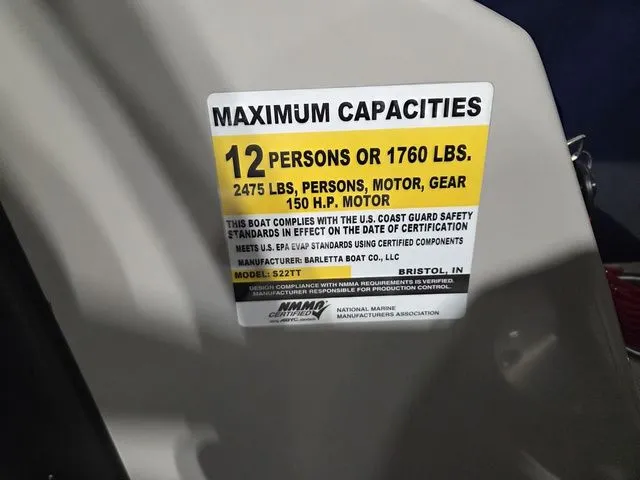 MAXIMUM CAPACITIES
12 PERSONS OR 1760 LBS.
2475 LBS, PERSONS, MOTOR, GEAR
150 H.P. MOTOR
THIS BOAT COMPLIES WITH THE U.S. COAST GUARD SAFETY
STANDARDS IN EFFECT ON THE DATE OF CERTIFICATION
MEETS U.S. EPA EVAP STANDARDS USING CERTIFIED COMPONENTS
MANUFACTURER: BARLETTA BOAT CO., LLC
MODEL: S22TT BRISTOL, IN
DESIGN COMPLIANCE WITH NMMA REQUIREMENTS IS VERIFIED.
MANUFACTURER RESPONSIBLE FOR PRODUCTION CONTROL.
NMMA
CERTIFIED
NATIONAL MARINE
MANUFACTURERS ASSOCIATION